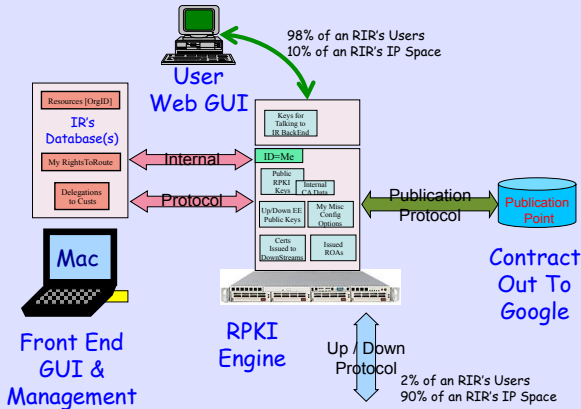 98% of an RIR's Users
10% of an RIR's IP Space
User
Web GUI
Resources [OrgID]
IR's
Database(s)
My RightsToRoute
Delegations
to Custs
Keys for
Talking to
IR BackEnd
Internal
Protocol
ID=Me
Public
RPKI
Keys
Internal
CA Data
Up/Down EE
Public Keys
My Misc
Config
Options
Certs
Issued to
DownStreams
Issued
ROAs
Publication
Protocol
Publication
Point
Contract
Out To
Google
Mac
Front End
GUI &
Management
RPKI
Engine
Up / Down
Protocol
2% of an RIR's Users
90% of an RIR's IP Space